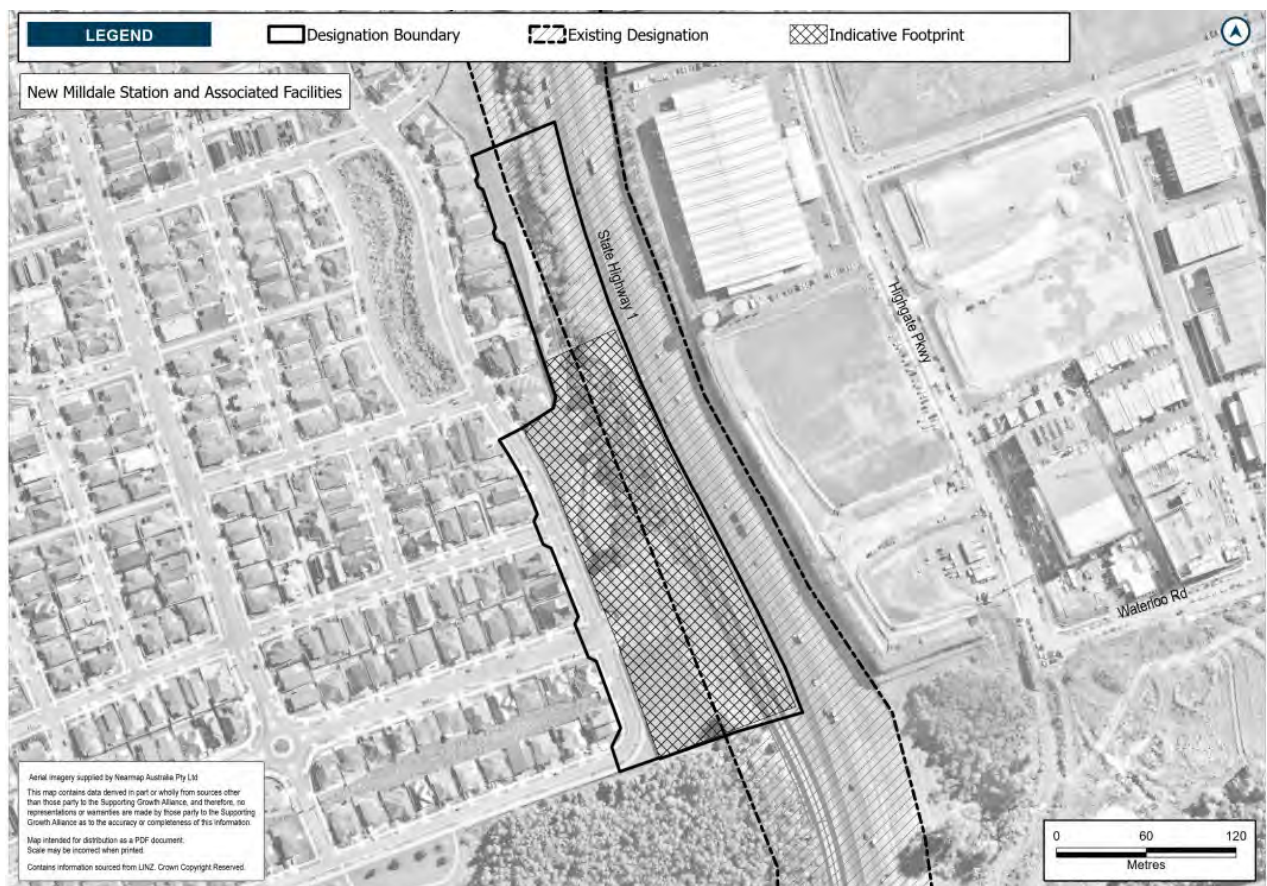 LEGEND
Designation Boundary
Existing Designation
Indicative Footprint
New Milldale Station and Associated Facilities
State Highway 1
Highgate Pkwy
Waterloo Rd
Aerial imagery supplied by Nearmap Australia Pty Ltd
This map contains data derived in part or wholly from sources other
than those party to the Supporting Growth Alliance, and therefore, no
representations or warranties are made by those party to the Supporting
Growth Alliance as to the accuracy or completeness of this information.
Map intended for distribution as a PDF document.
Scale may be incorrect when printed.
Contains information sourced from LINZ. Crown Copyright Reserved.
0 60 120
Metres